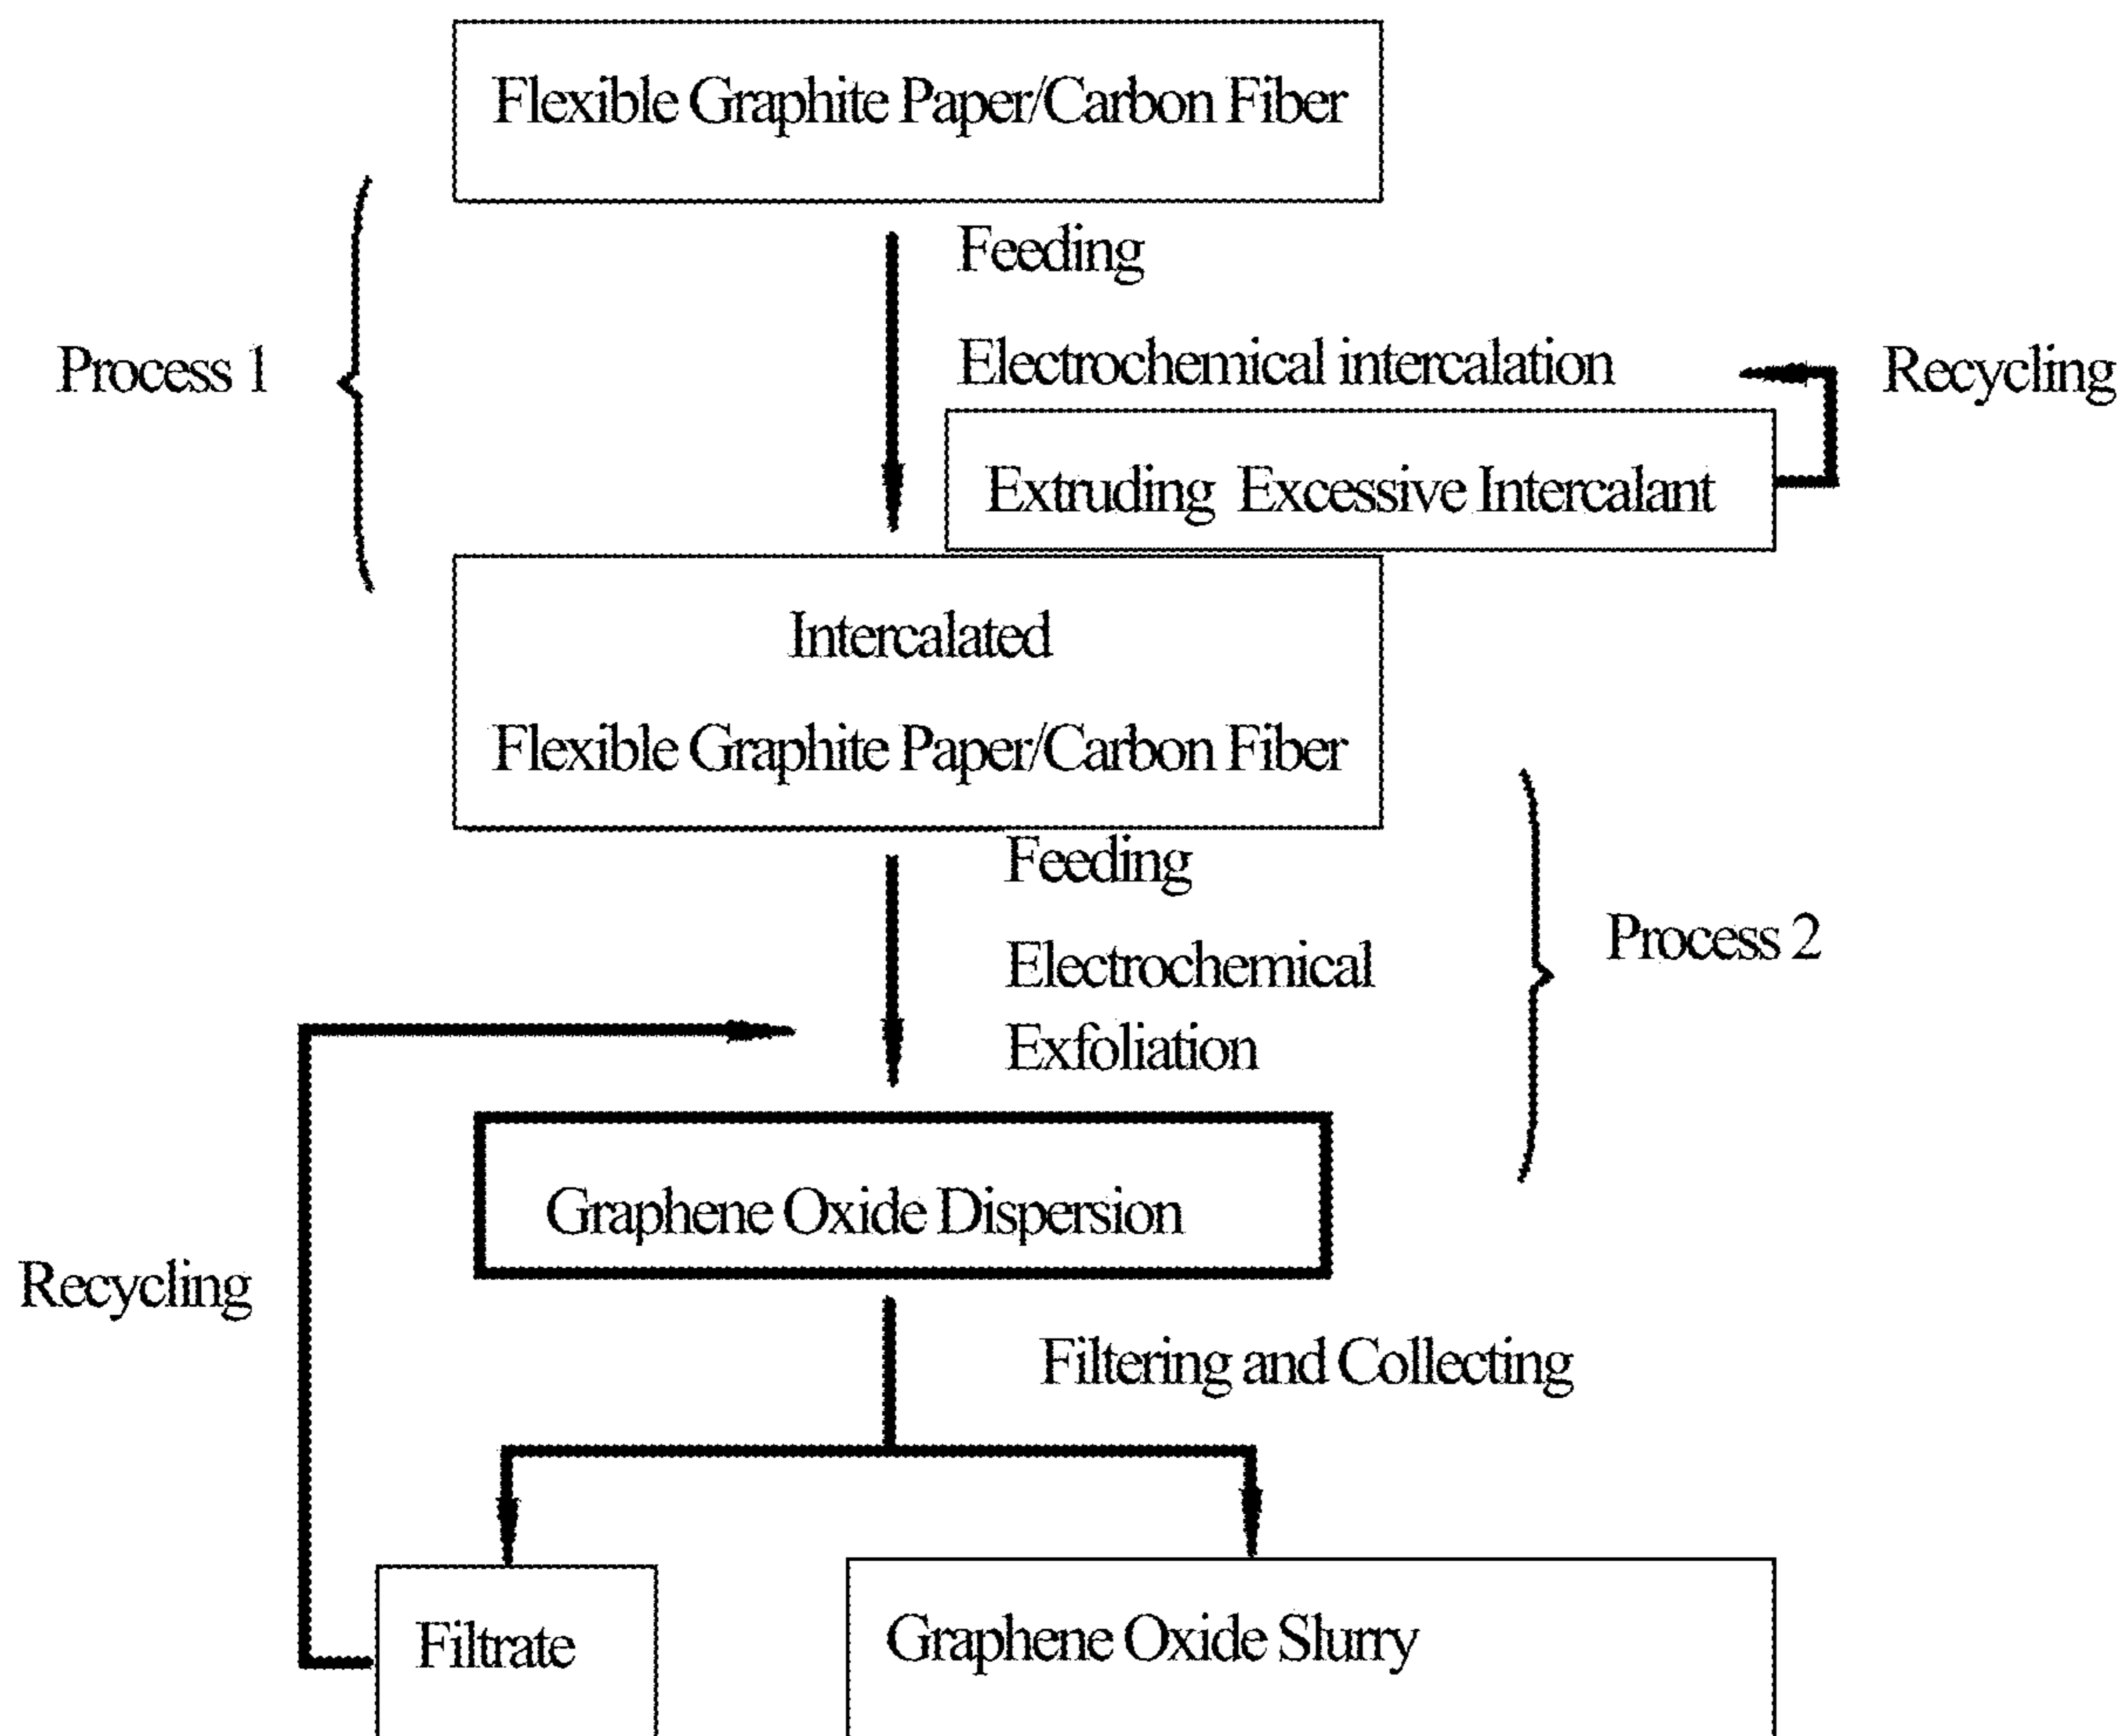 Flexible Graphite Paper/Carbon Fiber
Feeding
Process 1
Electrochemical intercalation
Recycling
Extruding Excessive Intercalant
Intercalated
Flexible Graphite Paper/Carbon Fiber
Feeding
Electrochemical
Exfoliation
Process 2
Graphene Oxide Dispersion
Recycling
Filtering and Collecting
Filtrate
Graphene Oxide Slurry